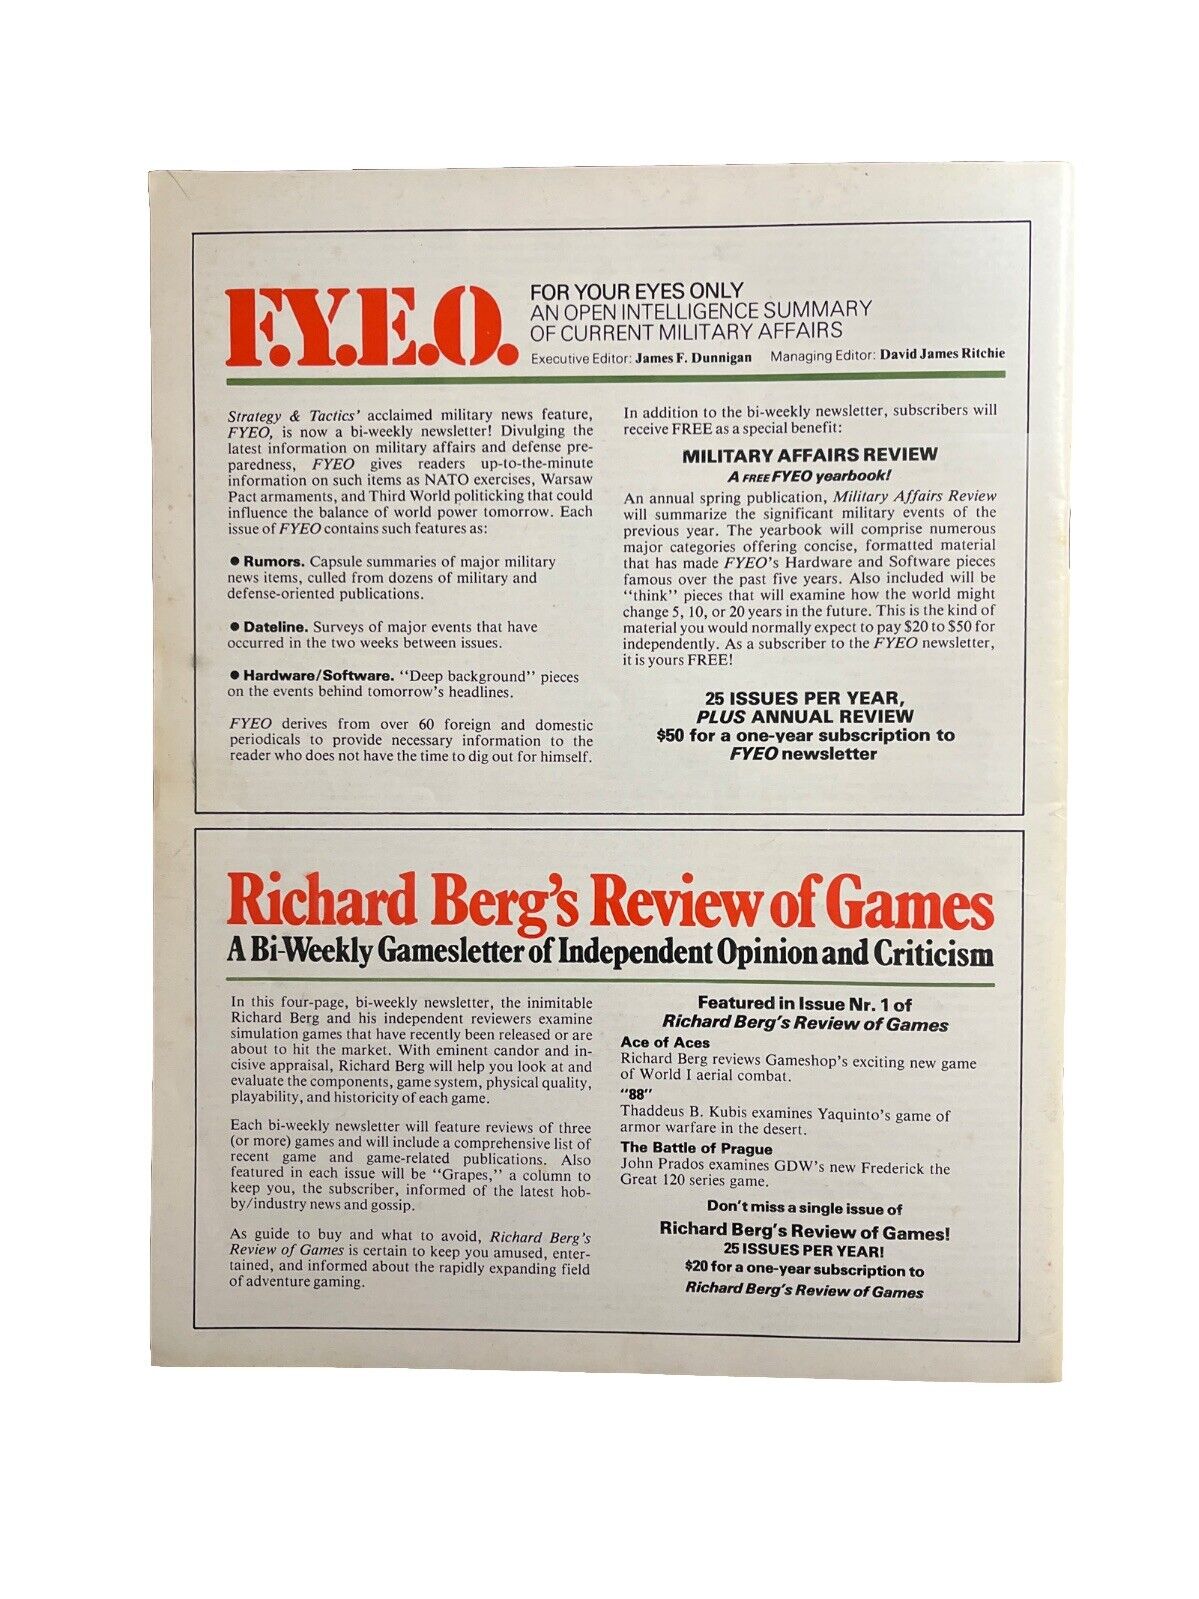 F.Y.E.O.
FOR YOUR EYES ONLY
AN OPEN INTELLIGENCE SUMMARY
OF CURRENT MILITARY AFFAIRS
Executive Editor: James F. Dunnigan Managing Editor: David James Ritchie
Strategy & Tactics' acclaimed military news feature,
FYEO, is now a bi-weekly newsletter! Divulging the
latest information on military affairs and defense pre-
paredness, FYEO gives readers up-to-the-minute
information on such items as NATO exercises, Warsaw
Pact armaments, and Third World politicking that could
influence the balance of world power tomorrow. Each
issue of FYEO contains such features as:
● Rumors. Capsule summaries of major military
news items, culled from dozens of military and
defense-oriented publications.
● Dateline. Surveys of major events that have
occurred in the two weeks between issues.
● Hardware/Software. "Deep background" pieces
on the events behind tomorrow's headlines.
FYEO derives from over 60 foreign and domestic
periodicals to provide necessary information to the
reader who does not have the time to dig out for himself.
In addition to the bi-weekly newsletter, subscribers will
receive FREE as a special benefit:
MILITARY AFFAIRS REVIEW
A FREE FYEO yearbook!
An annual spring publication, Military Affairs Review
will summarize the significant military events of the
previous year. The yearbook will comprise numerous
major categories offering concise, formatted material
that has made FYEO's Hardware and Software pieces
famous over the past five years. Also included will be
"think" pieces that will examine how the world might
change 5, 10, or 20 years in the future. This is the kind of
material you would normally expect to pay $20 to $50 for
independently. As a subscriber to the FYEO newsletter,
it is yours FREE!
25 ISSUES PER YEAR,
PLUS ANNUAL REVIEW
$50 for a one-year subscription to
FYEO newsletter
Richard Berg's Review of Games
A Bi-Weekly Gamesletter of Independent Opinion and Criticism
In this four-page, bi-weekly newsletter, the inimitable
Richard Berg and his independent reviewers examine
simulation games that have recently been released or are
about to hit the market. With eminent candor and in-
cisive appraisal, Richard Berg will help you look at and
evaluate the components, game system, physical quality,
playability, and historicity of each game.
Each bi-weekly newsletter will feature reviews of three
(or more) games and will include a comprehensive list of
recent game and game-related publications. Also
featured in each issue will be "Grapes," a column to
keep you, the subscriber, informed of the latest hob-
by/industry news and gossip.
As guide to buy and what to avoid, Richard Berg's
Review of Games is certain to keep you amused, enter-
tained, and informed about the rapidly expanding field
of adventure gaming.
Featured in Issue Nr. 1 of
Richard Berg's Review of Games
Ace of Aces
Richard Berg reviews Gameshop's exciting new game
of World I aerial combat.
"88"
Thaddeus B. Kubis examines Yaquinto's game of
armor warfare in the desert.
The Battle of Prague
John Prados examines GDW's new Frederick the
Great 120 series game.
Don't miss a single issue of
Richard Berg's Review of Games!
25 ISSUES PER YEAR!
$20 for a one-year subscription to
Richard Berg's Review of Games